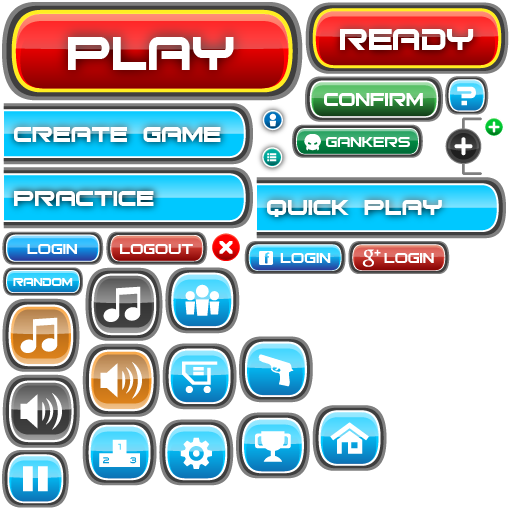 PLAY
READY
CONFIRM
?
CREATE GAME
GANKERS
PRACTICE
QUICK PLAY
LOGIN
LOGOUT
f LOGIN
g+ LOGIN
RANDOM
1
2 3